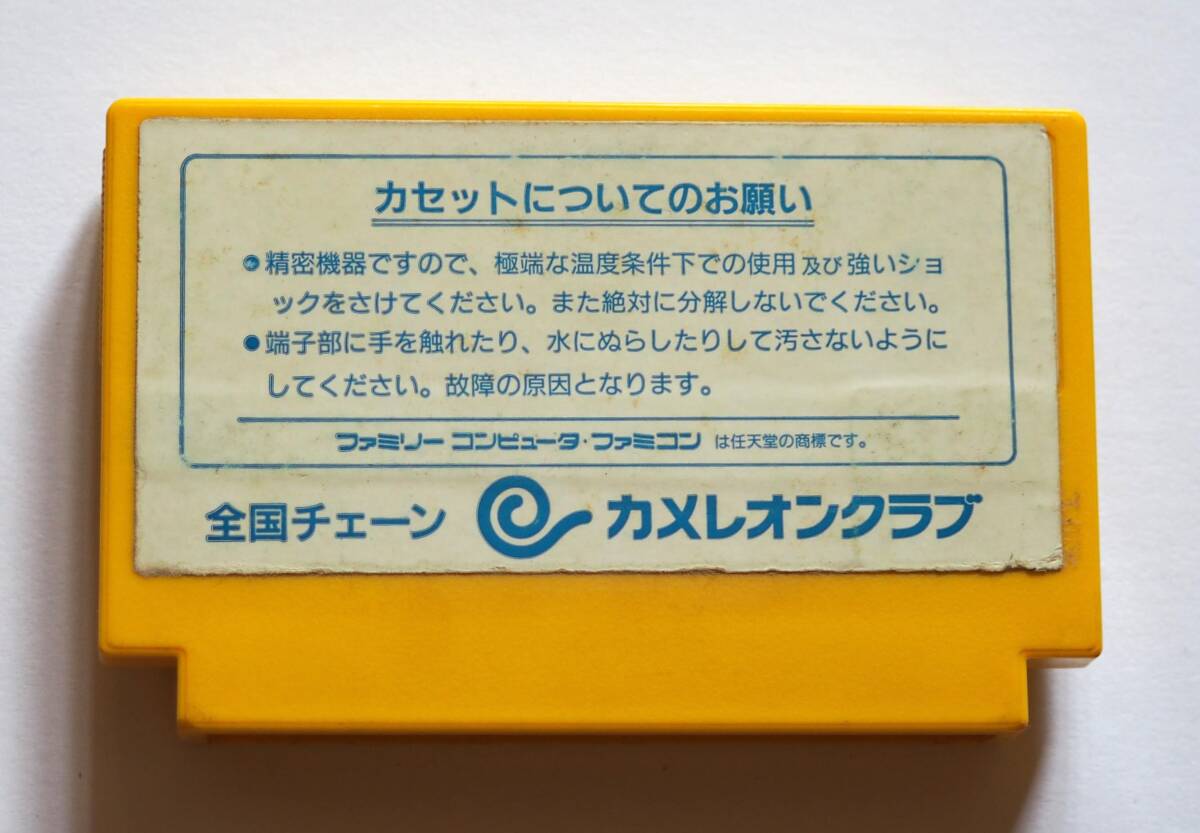 カセットについてのお願い
●精密機器ですので、極端な温度条件下での使用及び強いショ
ックをさけてください。また絶対に分解しないでください。
●端子部に手を触れたり、水にぬらしたりして汚さないように
してください。故障の原因となります。
ファミリー コンピュータ・ファミコン は任天堂の商標です。
全国チェーン カメレオンクラブ